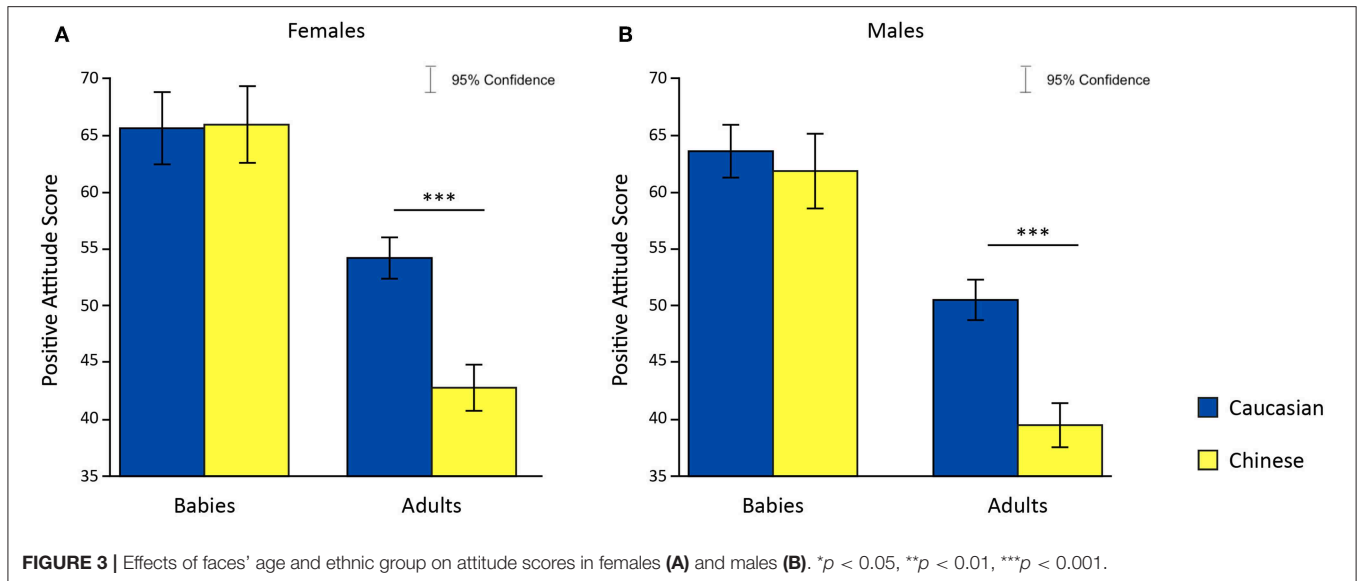 A
Females
95% Confidence
Positive Attitude Score
70
65
60
55
50
45
40
35
***
Babies
Adults
B
Males
95% Confidence
Positive Attitude Score
70
65
60
55
50
45
40
35
***
Babies
Adults
Caucasian
Chinese
FIGURE 3 | Effects of faces' age and ethnic group on attitude scores in females (A) and males (B). *p < 0.05, **p < 0.01, ***p < 0.001.